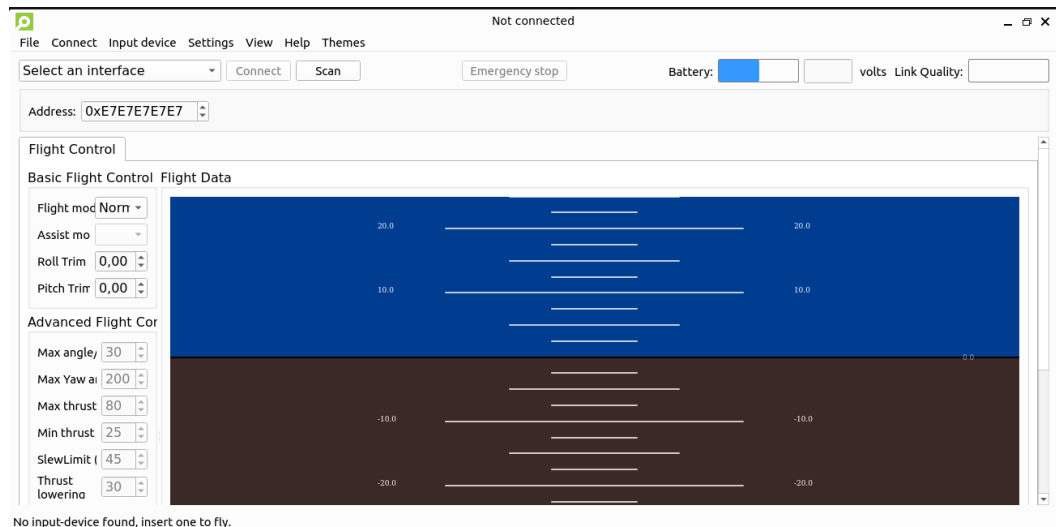 Not connected
File Connect Input device Settings View Help Themes
Select an interface Connect Scan Emergency stop Battery: volts Link Quality:
Address: 0xE7E7E7E7E7
Flight Control
Basic Flight Control Flight Data
Flight mod Norm
Assist mo
Roll Trim 0,00
Pitch Trim 0,00
Advanced Flight Cor
Max angle/ 30
Max Yaw a 200
Max thrust 80
Min thrust 25
SlewLimit ( 45
Thrust
lowering 30
20.0 20.0
10.0 10.0
0.0
-10.0 -10.0
-20.0 -20.0
No input-device found, insert one to fly.